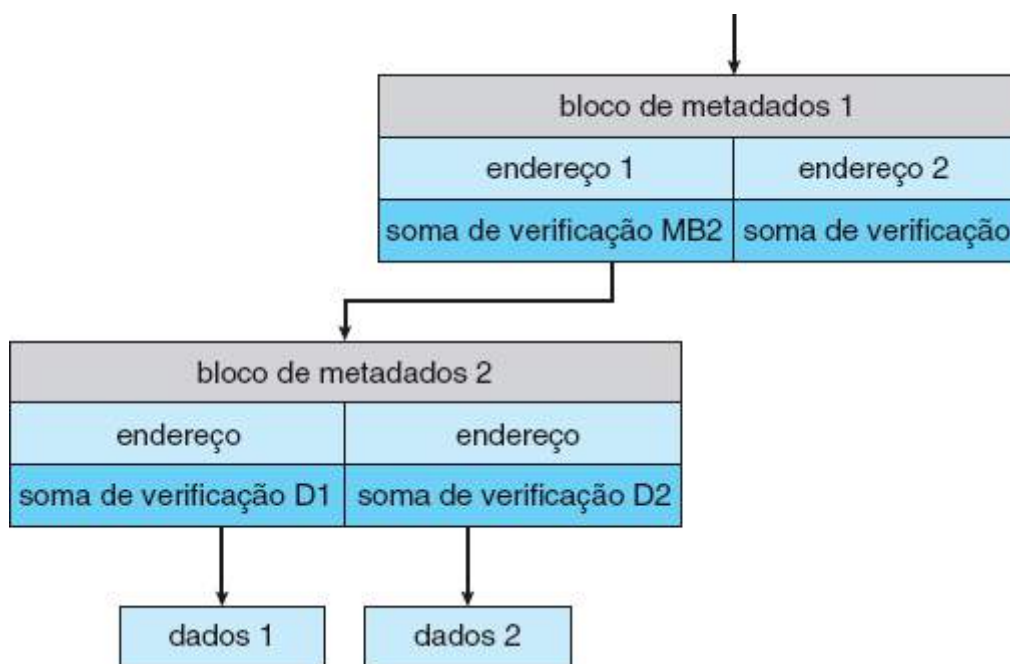 bloco de metadados 1
endereço 1
endereço 2
soma de verificação MB2
soma de verificação
bloco de metadados 2
endereço
endereço
soma de verificação D1
soma de verificação D2
dados 1
dados 2